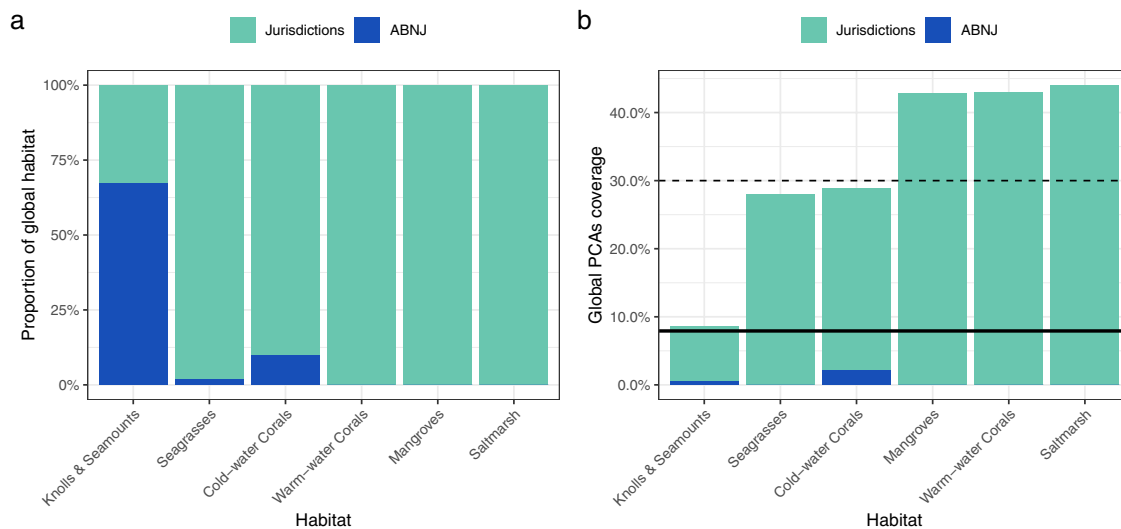 a
Jurisdictions ABNJ
100%
75%
50%
25%
0%
Proportion of global habitat
Knolls & Seamounts
Seagrasses
Cold−water Corals
Warm−water Corals
Mangroves
Saltmarsh
Habitat
b
Jurisdictions ABNJ
40.0%
30.0%
20.0%
10.0%
0.0%
Global PCAs coverage
Knolls & Seamounts
Seagrasses
Cold−water Corals
Mangroves
Warm−water Corals
Saltmarsh
Habitat